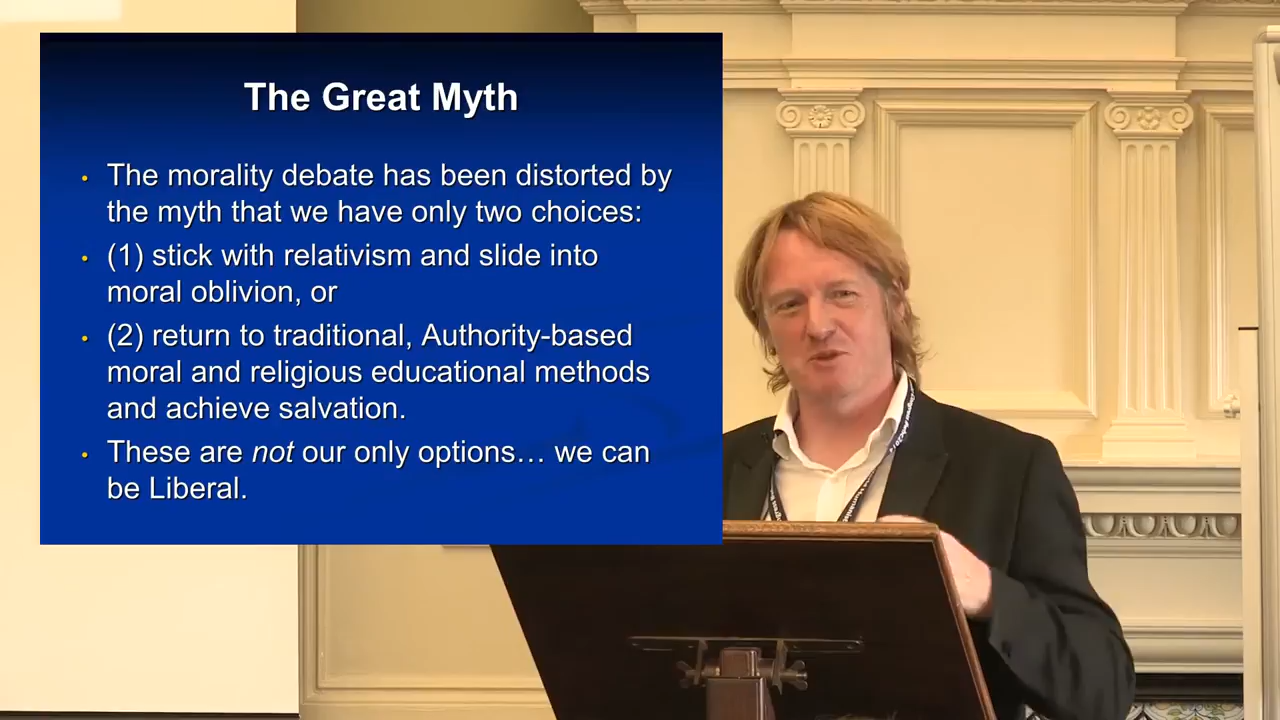 The Great Myth
• The morality debate has been distorted by
the myth that we have only two choices:
• (1) stick with relativism and slide into
moral oblivion, or
• (2) return to traditional, Authority-based
moral and religious educational methods
and achieve salvation.
• These are not our only options… we can
be Liberal.